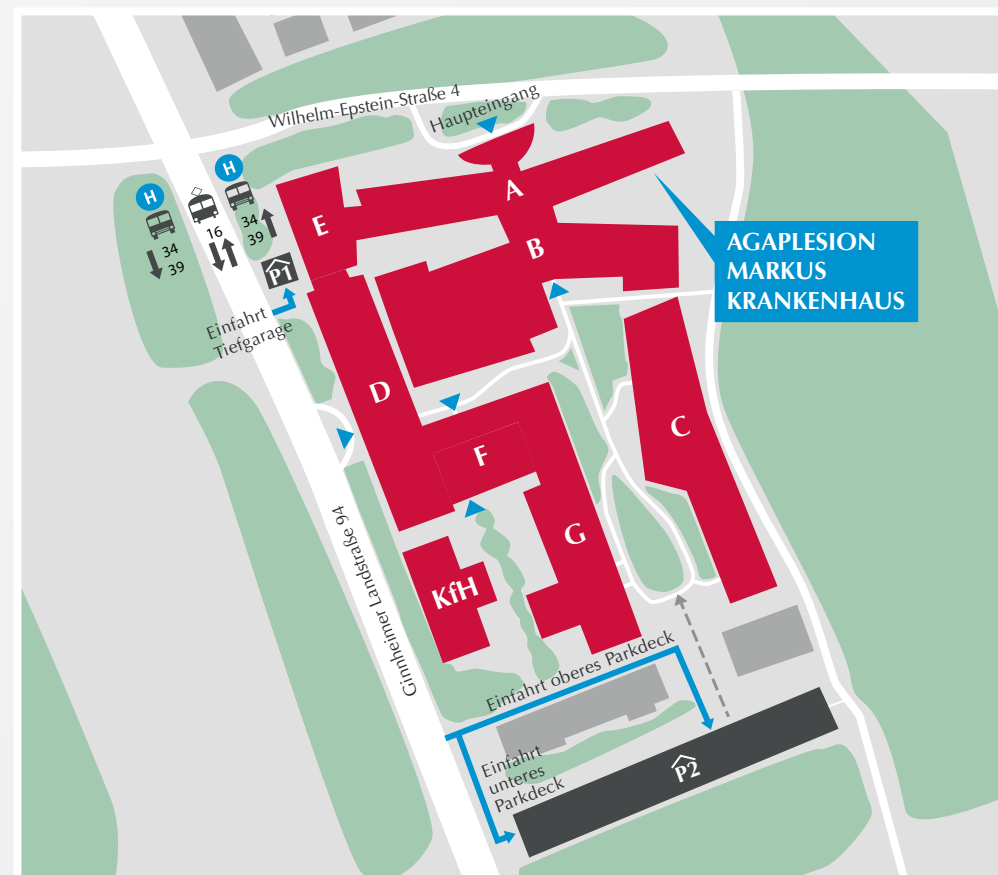 Wilhelm-Epstein-Straße 4
Haupteingang
H
H
A
E
34
39
16
34
39
B
AGAPLESION
MARKUS
KRANKENHAUS
P1
Einfahrt
Tiefgarage
D
C
F
G
Ginnheimer Landstraße 94
KfH
Einfahrt oberes Parkdeck
Einfahrt
unteres
Parkdeck
P2